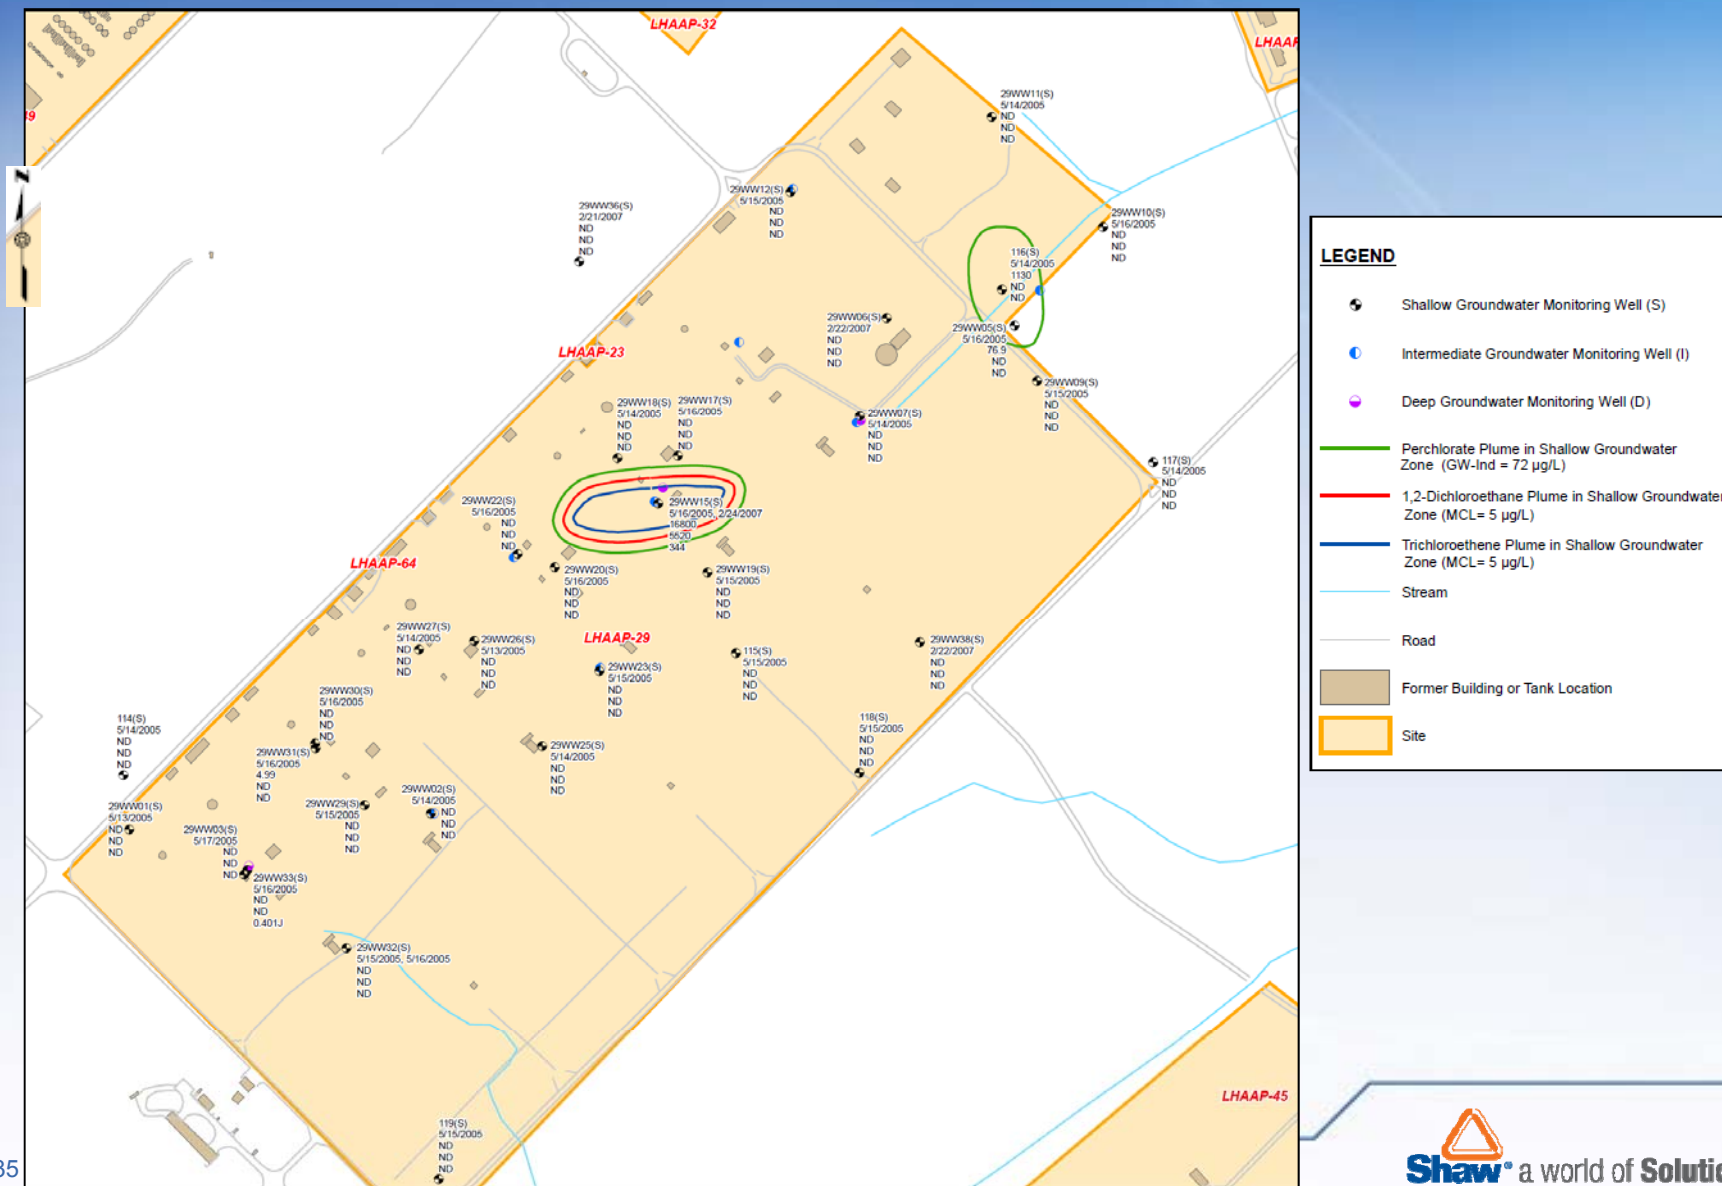 LHAAP-32
LHAAP
39
N
29WW11(S)
5/14/2005
ND
ND
ND
29WW12(S)
5/15/2005
ND
ND
ND
29WW36(S)
2/21/2007
ND
ND
ND
29WW10(S)
5/16/2005
ND
ND
ND
116(S)
5/14/2005
1130
ND
ND
29WW06(S)
2/22/2007
ND
ND
ND
29WW05(S)
5/16/2005
76.9
ND
ND
LHAAP-23
29WW09(S)
5/15/2005
ND
ND
ND
29WW18(S)
5/14/2005
ND
ND
ND
29WW17(S)
5/16/2005
ND
ND
ND
29WW07(S)
5/14/2005
ND
ND
ND
117(S)
5/14/2005
ND
ND
ND
29WW22(S)
5/16/2005
ND
ND
ND
29WW15(S)
5/16/2005, 2/24/2007
16800
5520
344
LHAAP-64
29WW20(S)
5/16/2005
ND
ND
ND
29WW19(S)
5/15/2005
ND
ND
ND
29WW27(S)
5/14/2005
ND
ND
ND
29WW26(S)
5/13/2005
ND
ND
ND
LHAAP-29
29WW23(S)
5/15/2005
ND
ND
ND
115(S)
5/15/2005
ND
ND
ND
29WW38(S)
2/22/2007
ND
ND
ND
29WW30(S)
5/16/2005
ND
ND
ND
114(S)
5/14/2005
ND
ND
ND
29WW31(S)
5/16/2005
4.99
ND
ND
29WW25(S)
5/14/2005
ND
ND
ND
118(S)
5/15/2005
ND
ND
ND
29WW01(S)
5/13/2005
ND
ND
ND
29WW29(S)
5/15/2005
ND
ND
ND
29WW02(S)
5/14/2005
ND
ND
ND
29WW03(S)
5/17/2005
ND
ND
ND
29WW33(S)
5/16/2005
ND
ND
0.401J
29WW32(S)
5/15/2005, 5/16/2005
ND
ND
ND
119(S)
5/15/2005
ND
ND
ND
LHAAP-45
LEGEND
Shallow Groundwater Monitoring Well (S)
Intermediate Groundwater Monitoring Well (I)
Deep Groundwater Monitoring Well (D)
Perchlorate Plume in Shallow Groundwater
Zone (GW-Ind = 72 µg/L)
1,2-Dichloroethane Plume in Shallow Groundwater
Zone (MCL= 5 µg/L)
Trichloroethene Plume in Shallow Groundwater
Zone (MCL= 5 µg/L)
Stream
Road
Former Building or Tank Location
Site
35
Shaw® a world of Solutio